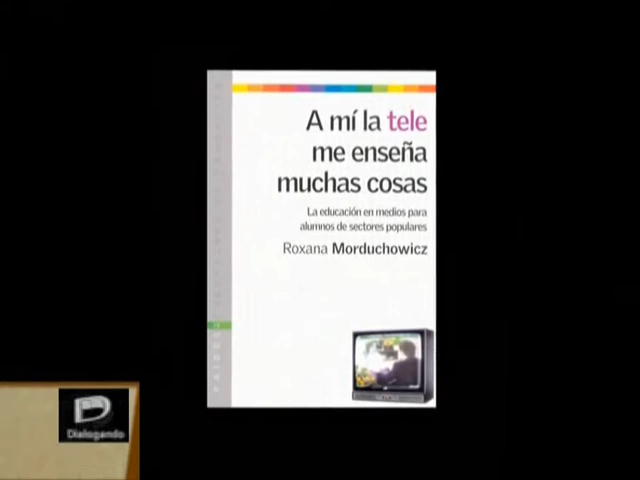 A mí la tele
me enseña
muchas cosas
La educación en medios para
alumnos de sectores populares
Roxana Morduchowicz
PAIDÓS
Dialogando